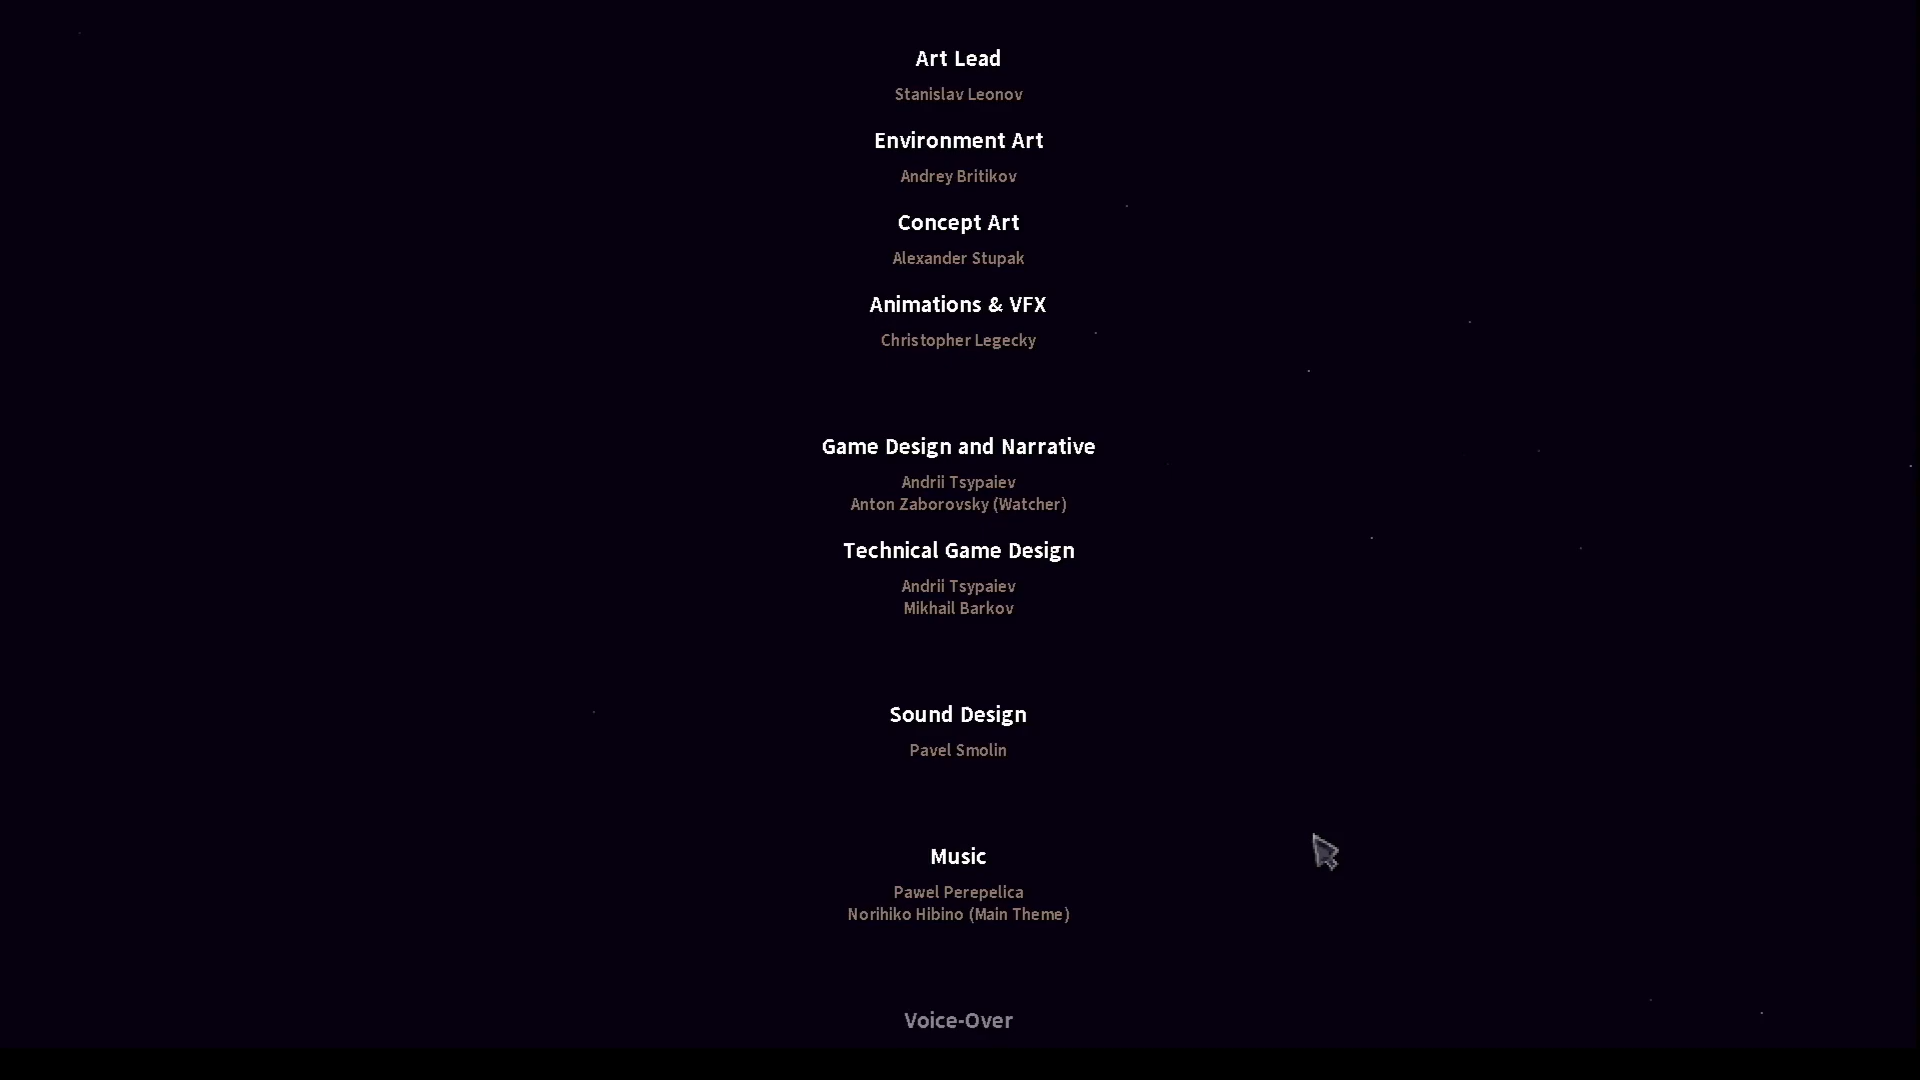 Art Lead
Stanislav Leonov
Environment Art
Andrey Britikov
Concept Art
Alexander Stupak
Animations & VFX
Christopher Legecky
Game Design and Narrative
Andrii Tsypaiev
Anton Zaborovsky (Watcher)
Technical Game Design
Andrii Tsypaiev
Mikhail Barkov
Sound Design
Pavel Smolin
Music
Pawel Perepelica
Norihiko Hibino (Main Theme)
Voice-Over